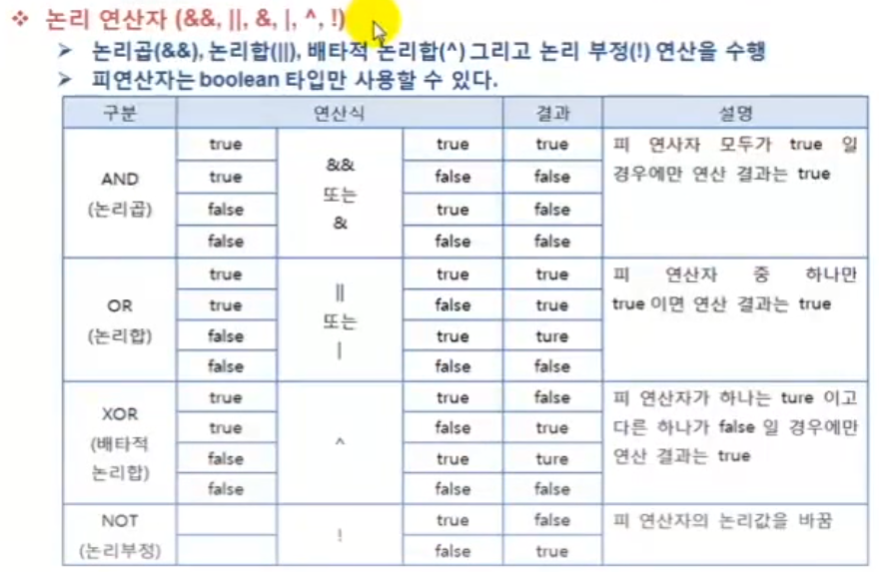 ❖ 논리 연산자 (&&, ||, &, |, ^, !)
➢ 논리곱(&&), 논리합(||), 배타적 논리합(^) 그리고 논리 부정(!) 연산을 수행
➢ 피연산자는 boolean 타입만 사용할 수 있다.
구분 연산식 결과 설명
AND
(논리곱)
true && 또는 & true true
true false false
false true false
false false false
피 연사자 모두가 true 일
경우에만 연산 결과는 true
OR
(논리합)
true || 또는 | true true
true false true
false true ture
false false false
피 연산자 중 하나만
true 이면 연산 결과는 true
XOR
(배타적
논리합)
true ^ true false
true false true
false true ture
false false false
피 연산자가 하나는 ture 이고
다른 하나가 false 일 경우에만
연산 결과는 true
NOT
(논리부정)
! true false
false true
피 연산자의 논리값을 바꿈